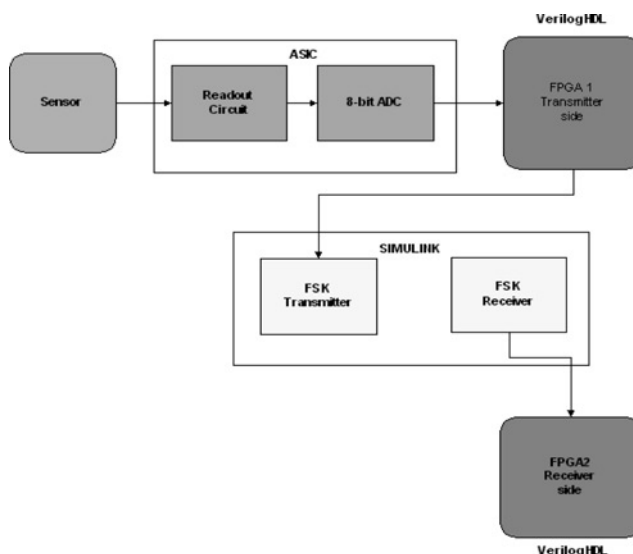 VerilogHDL
ASIC
Sensor
Readout
Circuit
8-bit ADC
FPGA 1
Transmitter
side
SIMULINK
FSK
Transmitter
FSK
Receiver
FPGA2
Receiver
side
VerilogHDL